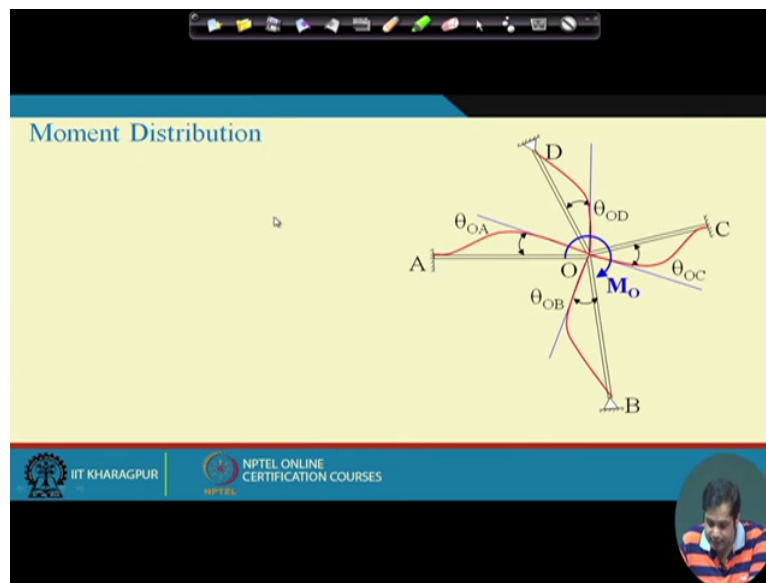 Moment Distribution
D
θOD
θOA
C
A
O
θOC
MO
θOB
B
IIT KHARAGPUR
NPTEL ONLINE
CERTIFICATION COURSES
NPTEL